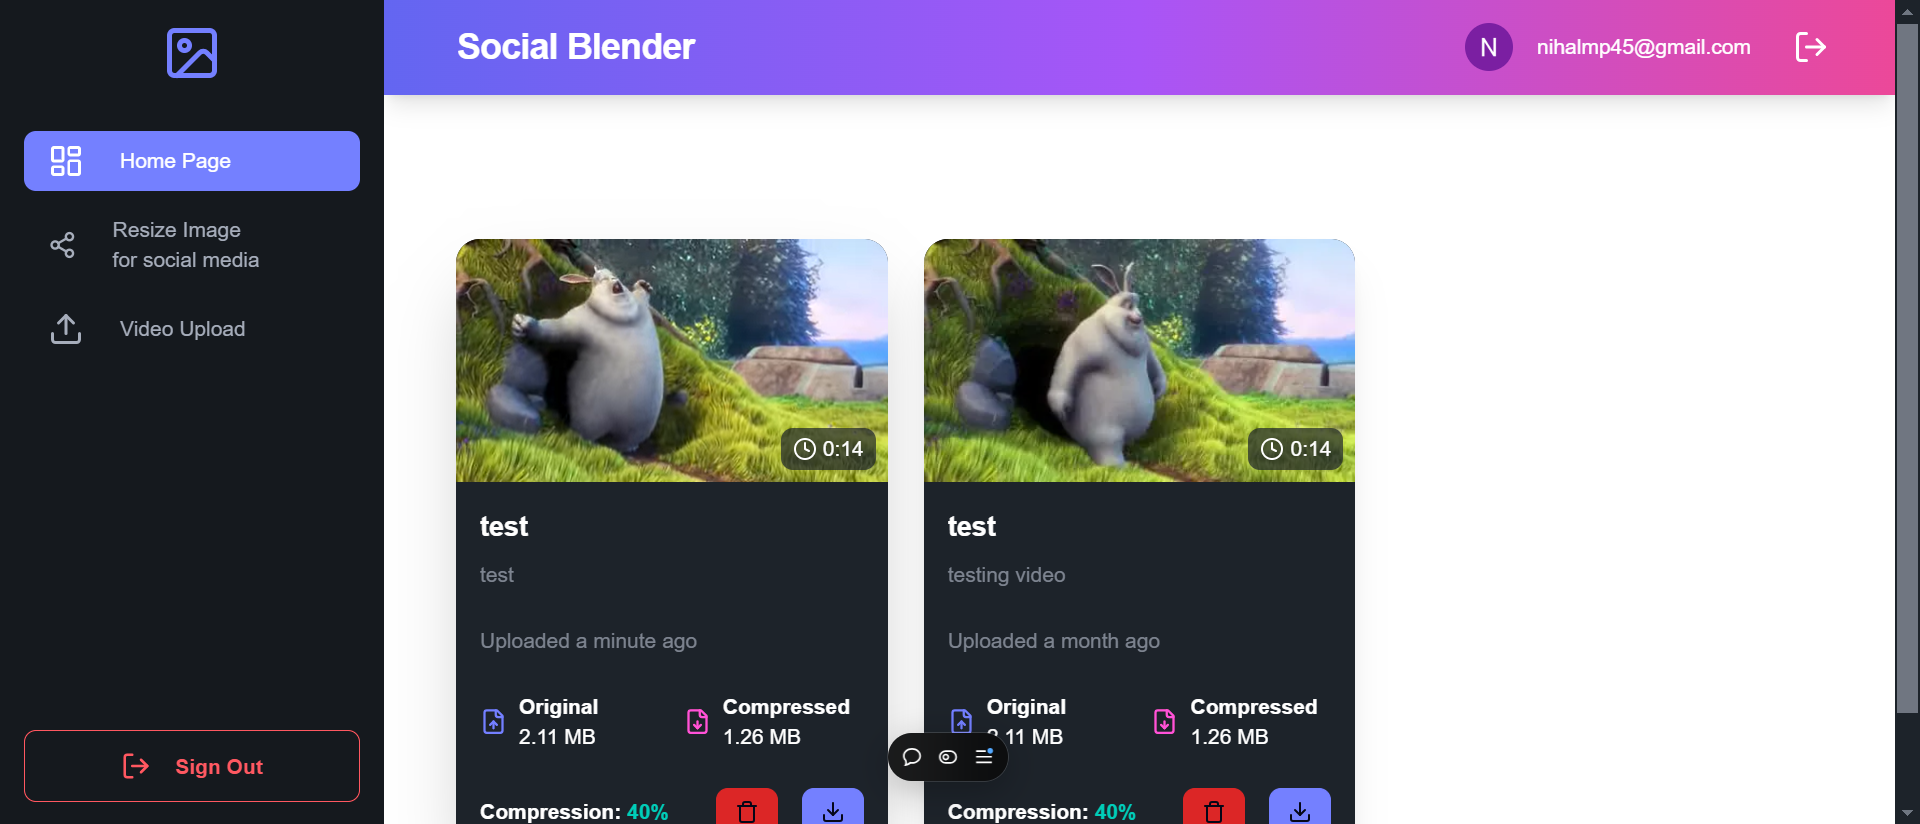 Social Blender
N
nihalmp45@gmail.com
Home Page
Resize Image
for social media
Video Upload
Sign Out
0:14
test
test
Uploaded a minute ago
Original
2.11 MB
Compressed
1.26 MB
Compression: 40%
0:14
test
testing video
Uploaded a month ago
Original
2.11 MB
Compressed
1.26 MB
Compression: 40%